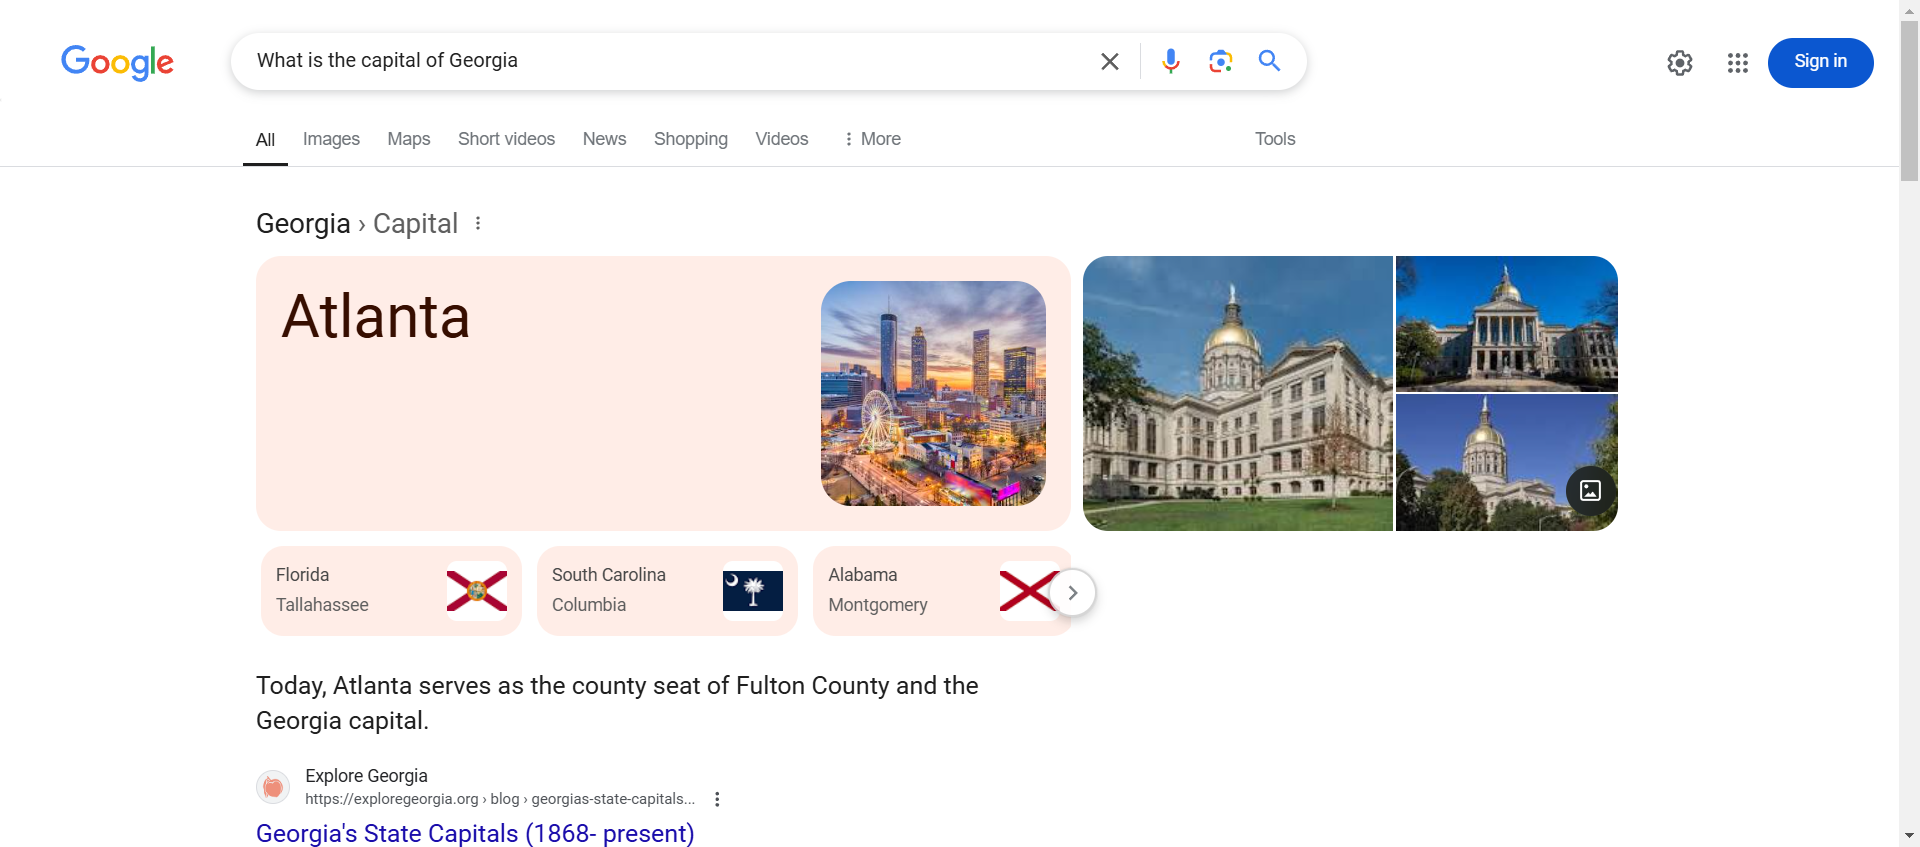 Google
What is the capital of Georgia
Sign in
All Images Maps Short videos News Shopping Videos More Tools
Georgia › Capital
Atlanta
Florida
Tallahassee
South Carolina
Columbia
Alabama
Montgomery
Today, Atlanta serves as the county seat of Fulton County and the
Georgia capital.
Explore Georgia
https://exploregeorgia.org › blog › georgias-state-capitals...
Georgia's State Capitals (1868- present)